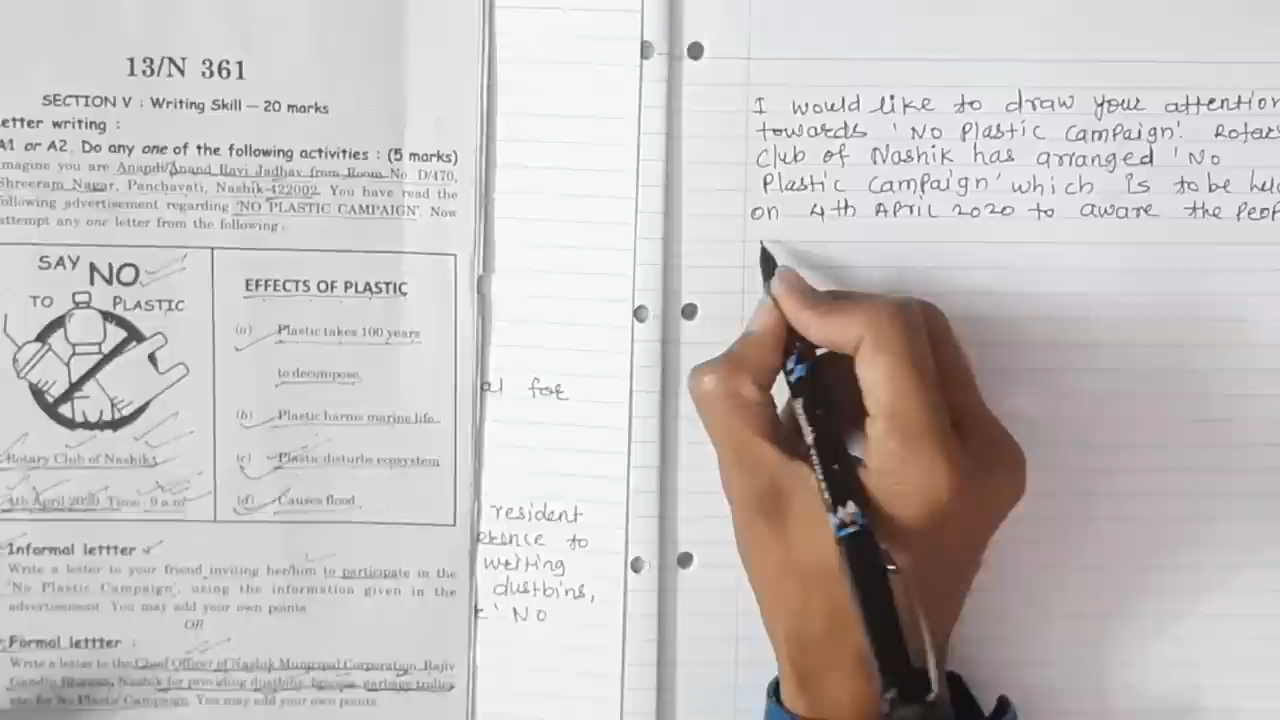 13/N 361
SECTION V : Writing Skill – 20 marks
etter writing :
A1 or A2. Do any one of the following activities : (5 marks)
magine you are Anandi/Anand Ravi Jadhav from Room No D/470,
Shreeram Nagar, Panchavati, Nashik-422002. You have read the
following advertisement regarding 'NO PLASTIC CAMPAIGN'. Now
attempt any one letter from the following :
SAY NO
TO PLASTIC
Rotary Club of Nashik
4th April 2020 Time : 9 a.m
EFFECTS OF PLASTIC
(a) Plastic takes 100 years
to decompose.
(b) Plastic harms marine life.
(c) Plastic disturbs ecosystem
(d) Causes flood.
Informal lettter
Write a letter to your friend inviting her/him to participate in the
'No Plastic Campaign', using the information given in the
advertisement. You may add your own points
OR
Formal lettter :
Write a letter to the Chief Officer of Nashik Municipal Corporation, Rajiv
Gandhi Bhavan, Nashik for providing dustbins, garbage trolley
etc for No Plastic Campaign. You may add your own points
al for
resident
erence to
writing
dustbins,
'No
I would like to draw your attention
towards 'No Plastic Campaign'. Rotar
Club of Nashik has arranged 'No
Plastic Campaign' which is to be hel
on 4th APRIL 2020 to aware the Peop